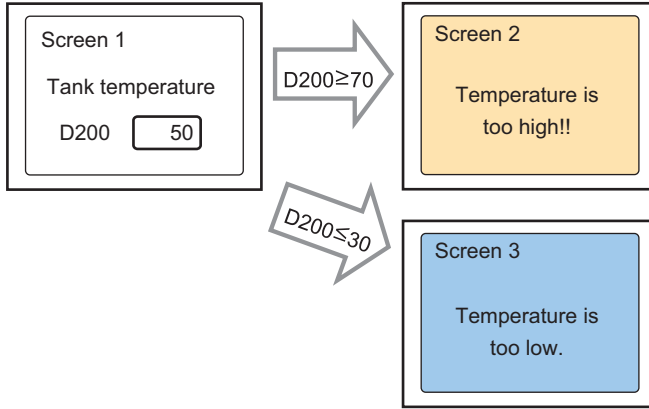 Screen 1
Tank temperature
D200 50
D200≥70
Screen 2
Temperature is
too high!!
D200≤30
Screen 3
Temperature is
too low.